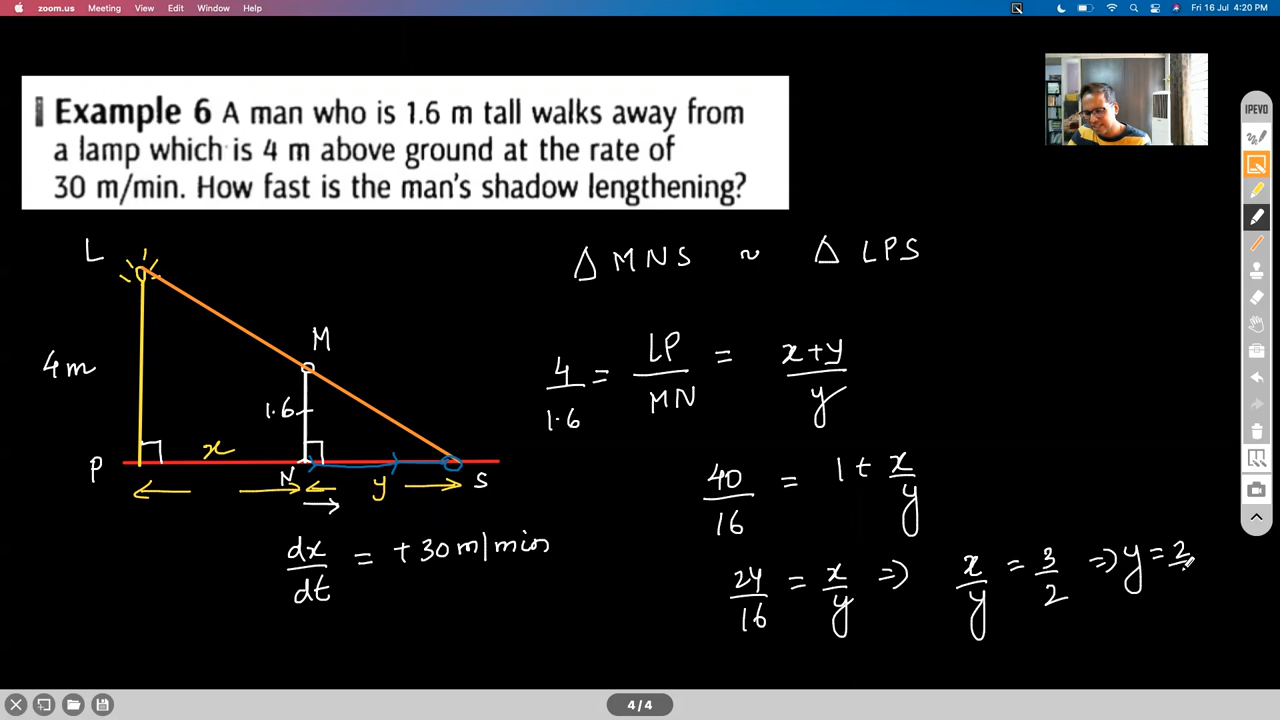 zoom.us Meeting View Edit Window Help Fri 16 Jul 4:20 PM
Example 6 A man who is 1.6 m tall walks away from
a lamp which is 4 m above ground at the rate of
30 m/min. How fast is the man's shadow lengthening?
IPEVO
L
M
4m
1.6
x
P
N
y
S
dx/dt = +30 m/min
Δ MNS ~ Δ LPS
4/1.6 = LP/MN = x+y/y
40/16 = 1 + x/y
24/16 = x/y ⇒ x/y = 3/2 ⇒ y = 2
4/4